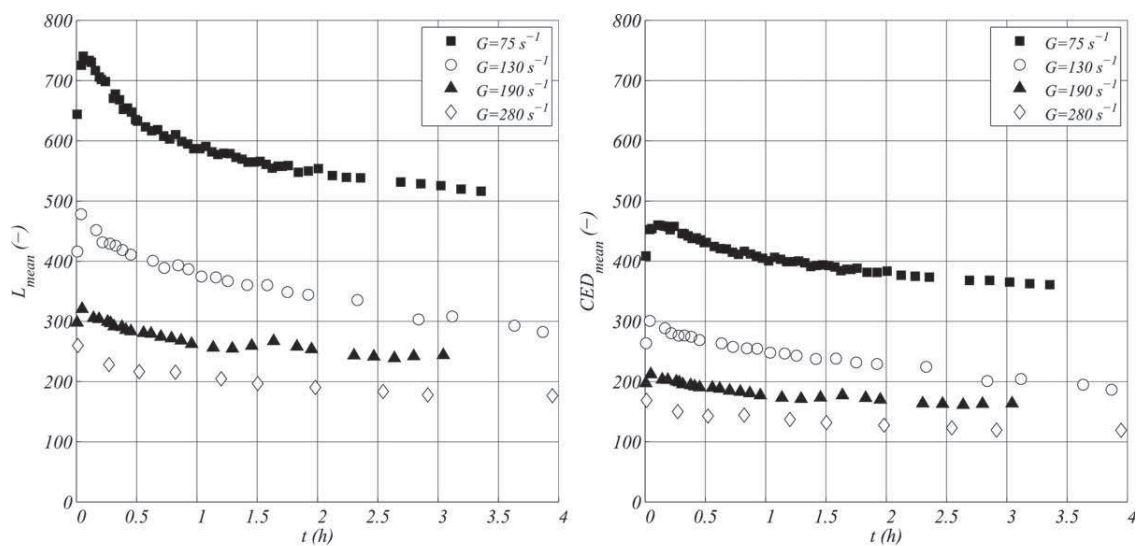 800
700
600
500
400
300
200
100
0
L_mean (−)
0 0.5 1 1.5 2 2.5 3 3.5 4
t (h)
G=75 s⁻¹
G=130 s⁻¹
G=190 s⁻¹
G=280 s⁻¹
800
700
600
500
400
300
200
100
0
CED_mean (−)
0 0.5 1 1.5 2 2.5 3 3.5 4
t (h)
G=75 s⁻¹
G=130 s⁻¹
G=190 s⁻¹
G=280 s⁻¹